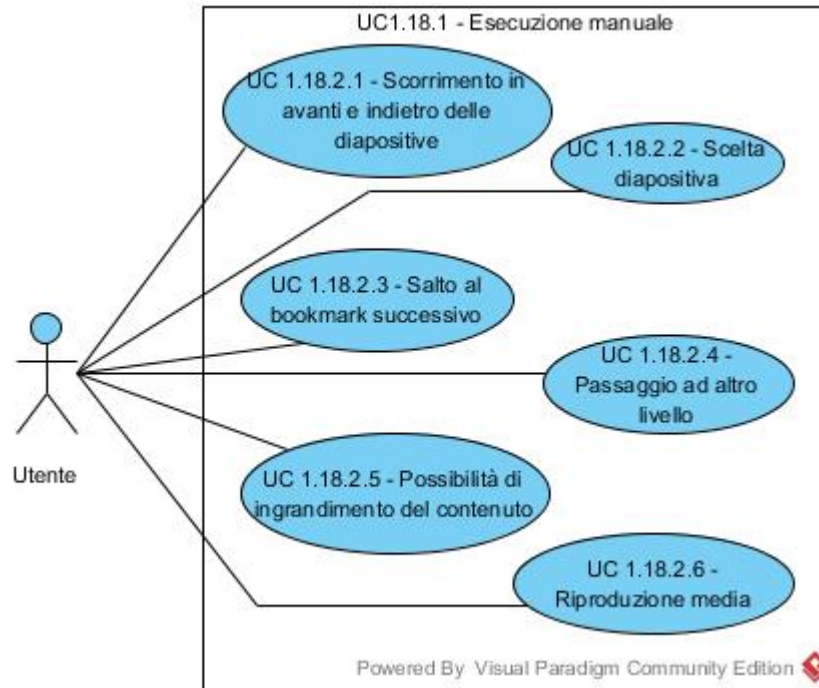 UC1.18.1 - Esecuzione manuale
UC 1.18.2.1 - Scorrimento in
avanti e indietro delle
diapositive
UC 1.18.2.2 - Scelta
diapositiva
UC 1.18.2.3 - Salto al
bookmark successivo
UC 1.18.2.4 -
Passaggio ad altro
livello
Utente
UC 1.18.2.5 - Possibilità di
ingrandimento del contenuto
UC 1.18.2.6 -
Riproduzione media
Powered By Visual Paradigm Community Edition